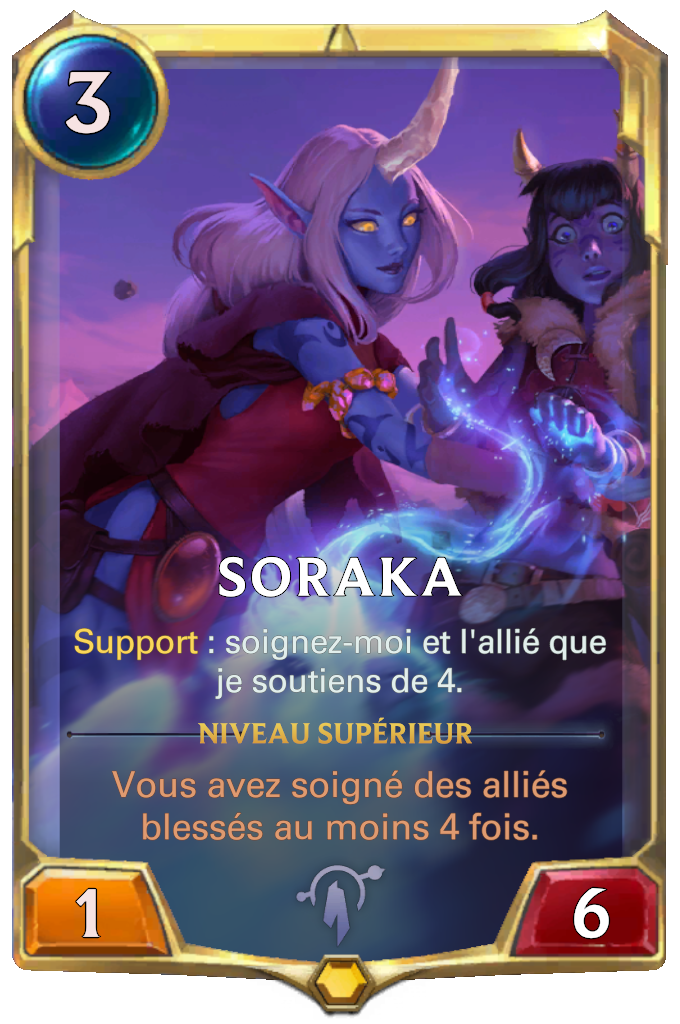 3
SORAKA
Support : soignez-moi et l'allié que
je soutiens de 4.
NIVEAU SUPÉRIEUR
Vous avez soigné des alliés
blessés au moins 4 fois.
1
6